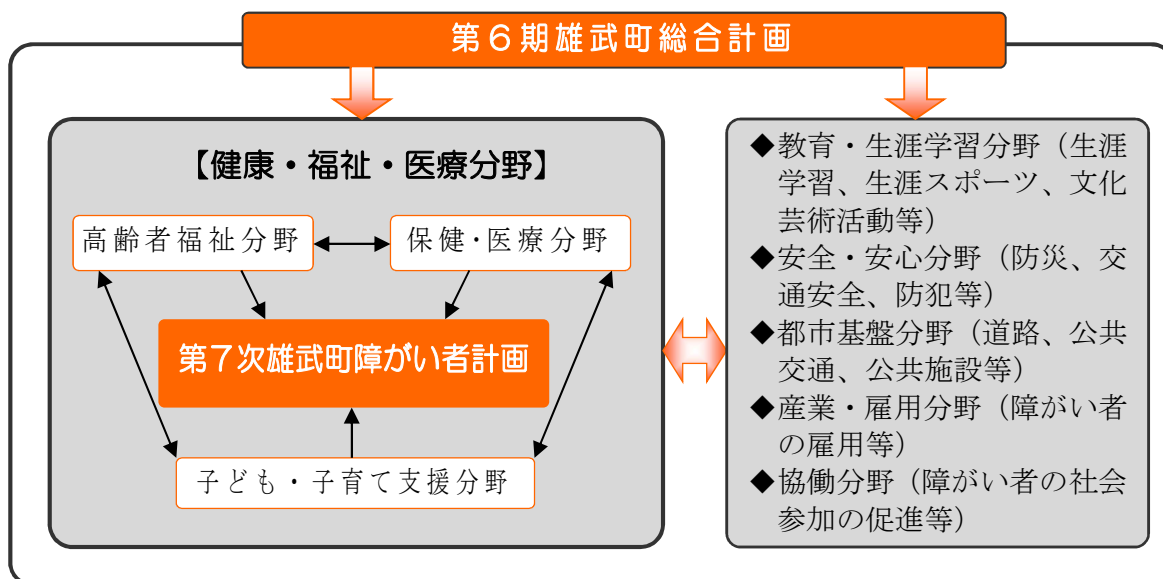 第６期雄武町総合計画
【健康・福祉・医療分野】
高齢者福祉分野
保健・医療分野
第７次雄武町障がい者計画
子ども・子育て支援分野
◆教育・生涯学習分野（生涯
学習、生涯スポーツ、文化
芸術活動等）
◆安全・安心分野（防災、交
通安全、防犯等）
◆都市基盤分野（道路、公共
交通、公共施設等）
◆産業・雇用分野（障がい者
の雇用等）
◆協働分野（障がい者の社会
参加の促進等）